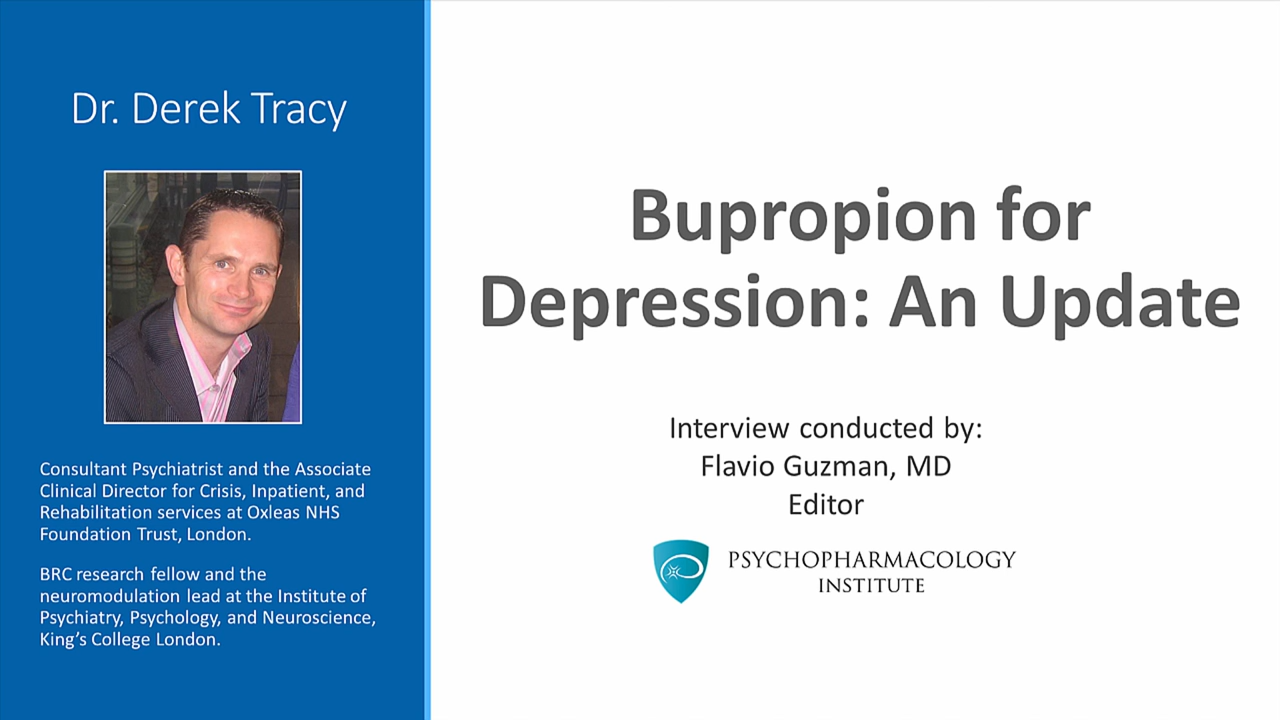 Dr. Derek Tracy
Consultant Psychiatrist and the Associate
Clinical Director for Crisis, Inpatient, and
Rehabilitation services at Oxleas NHS
Foundation Trust, London.
BRC research fellow and the
neuromodulation lead at the Institute of
Psychiatry, Psychology, and Neuroscience,
King’s College London.
Bupropion for
Depression: An Update
Interview conducted by:
Flavio Guzman, MD
Editor
PSYCHOPHARMACOLOGY
INSTITUTE